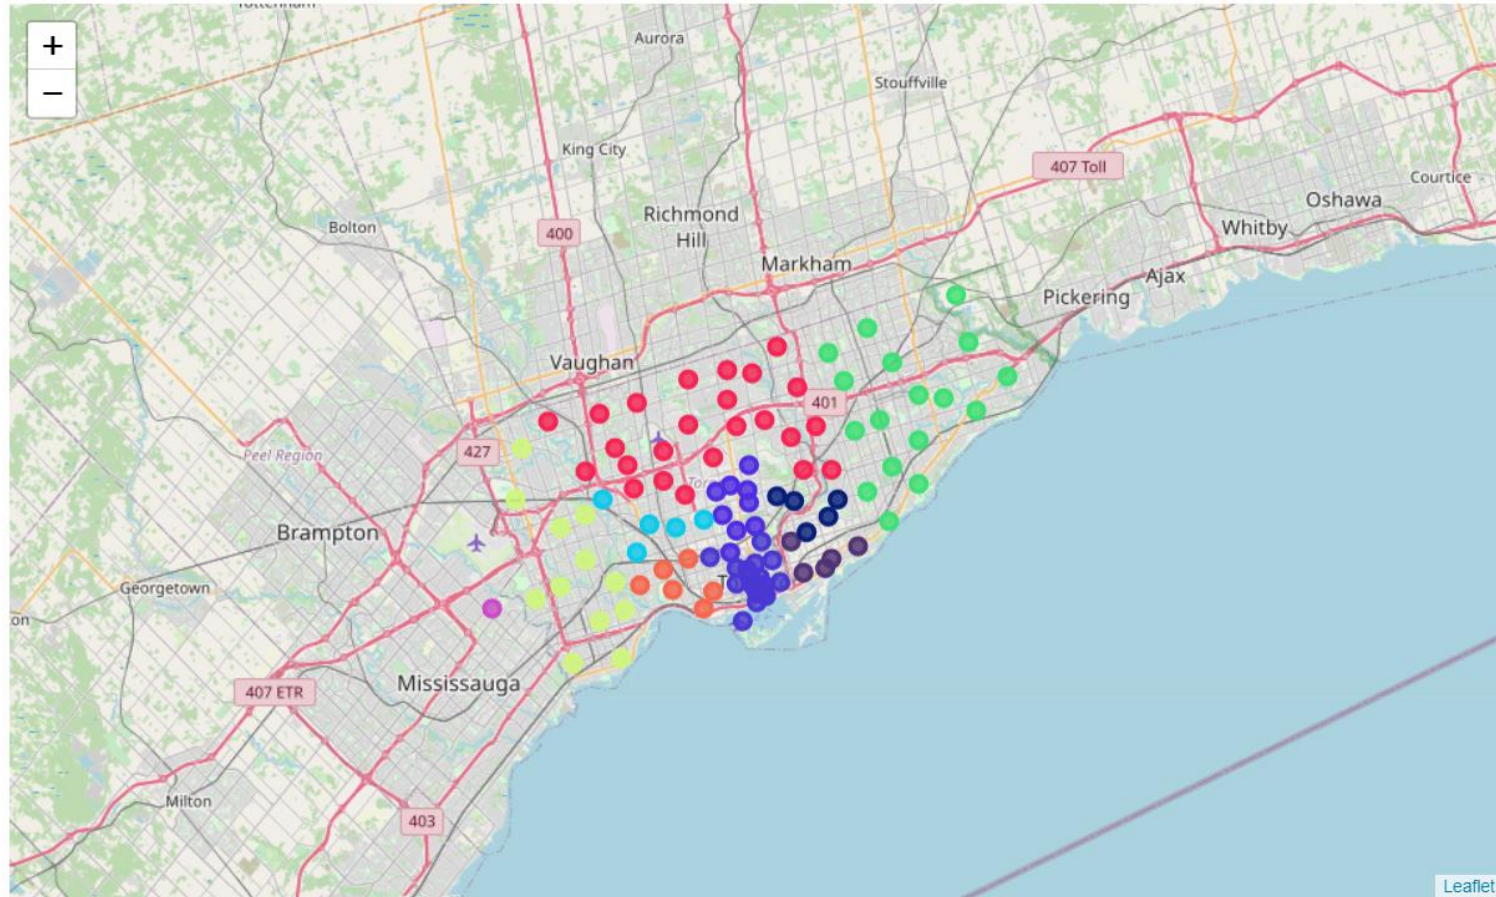 +
−
Aurora
Stouffville
King City
407 Toll
Courtice
Oshawa
Richmond
Hill
Bolton
400
Whitby
Markham
Ajax
Pickering
Vaughan
401
427
Peel Region
Brampton
Georgetown
on
T
Mississauga
407 ETR
Milton
403
Leaflet